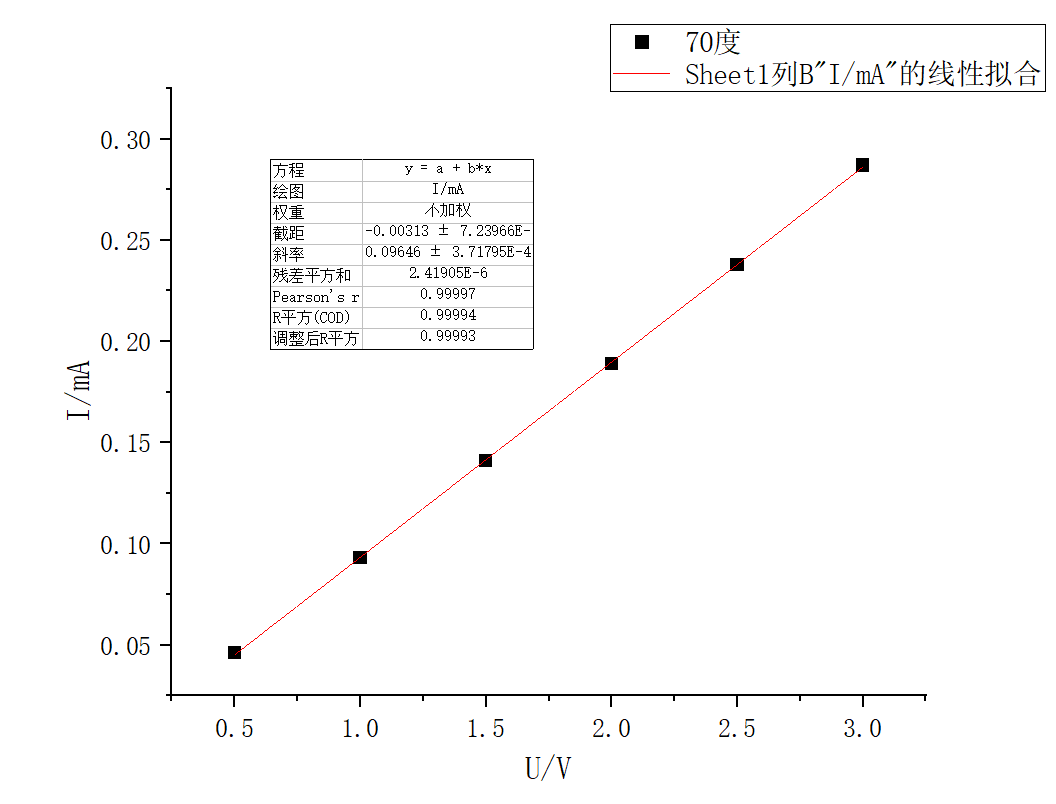 70度
Sheet1列B"I/mA"的线性拟合
0.30
0.25
0.20
0.15
0.10
0.05
I/mA
方程 y = a + b*x
绘图 I/mA
权重 不加权
截距 -0.00313 ± 7.23966E-
斜率 0.09646 ± 3.71795E-4
残差平方和 2.41905E-6
Pearson's r 0.99997
R平方(COD) 0.99994
调整后R平方 0.99993
0.5 1.0 1.5 2.0 2.5 3.0
U/V